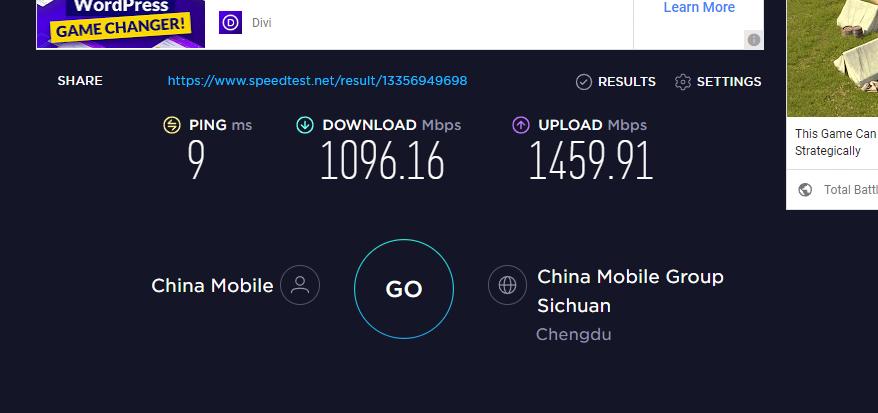 WordPress
GAME CHANGER!
Divi
Learn More
SHARE
https://www.speedtest.net/result/13356949698
RESULTS
SETTINGS
PING ms
9
DOWNLOAD Mbps
1096.16
UPLOAD Mbps
1459.91
This Game Can
Strategically
Total Battl
China Mobile
GO
China Mobile Group
Sichuan
Chengdu